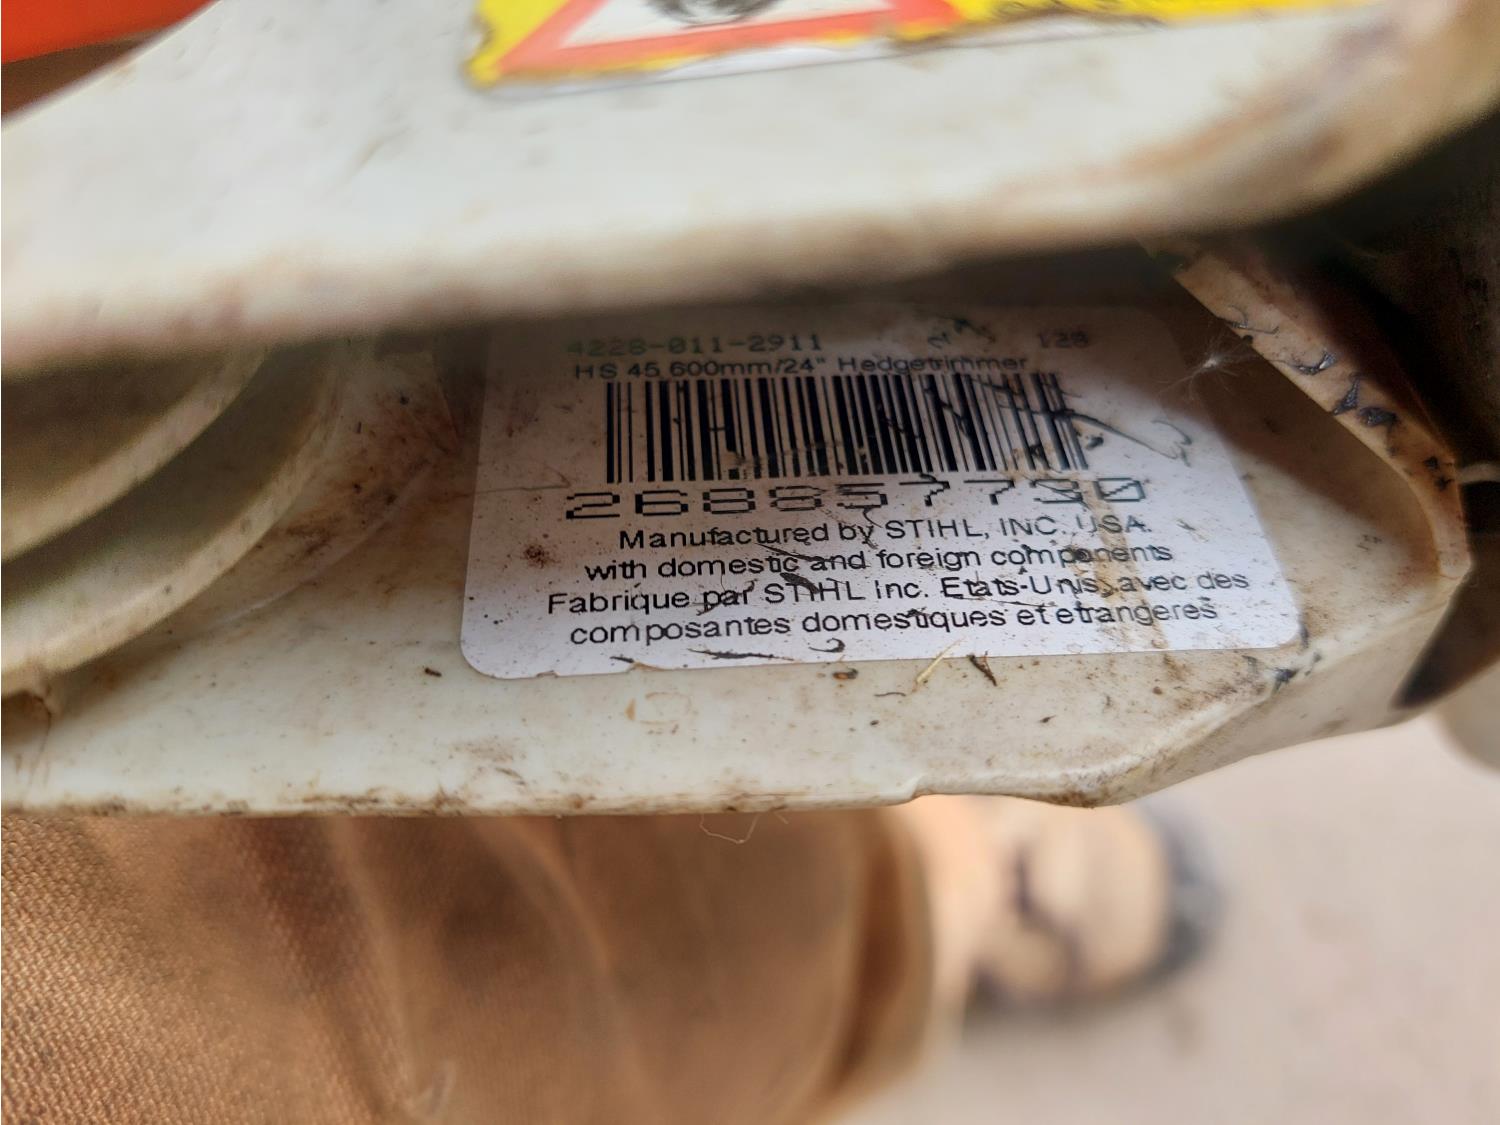 4228-011-2911 128
HS 45 600mm/24" Hedgetrimmer
268857730
Manufactured by STIHL, INC. USA.
with domestic and foreign components
Fabrique par STIHL Inc. Etats-Unis, avec des
composantes domestiques et etrangeres